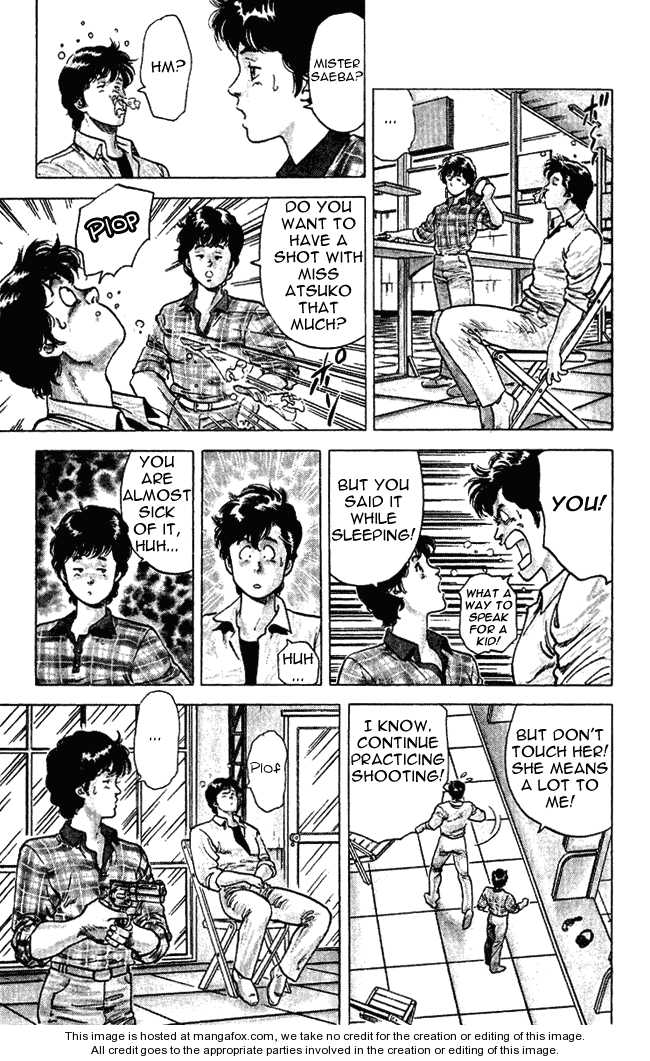 MISTER
SAEBA?
HM?
...
ボー
DO YOU
WANT TO
HAVE A
SHOT WITH
MISS
ATSUKO
THAT
MUCH?
PLOP
ポロ
YOU!
WHAT A
WAY TO
SPEAK
FOR A
KID!
BUT YOU
SAID IT
WHILE
SLEEPING!
HUH
...
YOU
ARE
ALMOST
SICK
OF IT,
HUH...
BUT DON'T
TOUCH HER!
SHE MEANS
A LOT TO
ME!
I KNOW.
CONTINUE
PRACTICING
SHOOTING!
Plof
...
This image is hosted at mangafox.com, we take no credit for the creation or editing of this image.
All credit goes to the appropriate parties involved in the creation or editing of this image.